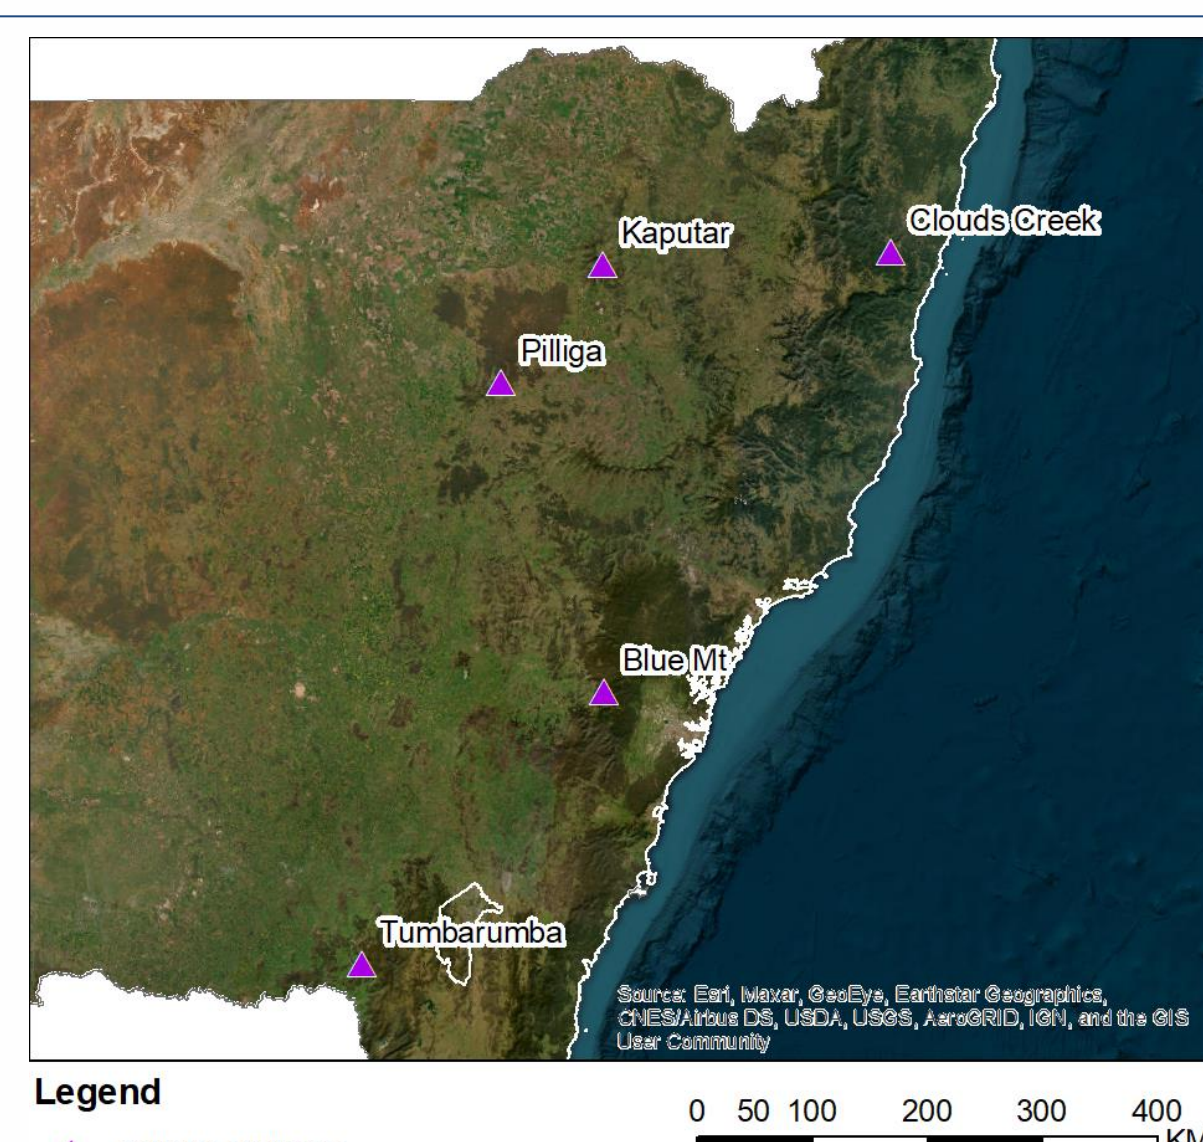 Clouds Creek
Kaputar
Pilliga
Blue Mt
Tumbarumba
Source: Esri, Maxar, GeoEye, Earthstar Geographics,
CNES/Airbus DS, USDA, USGS, AeroGRID, IGN, and the GIS
User Community
Legend
0 50 100 200 300 400
KM